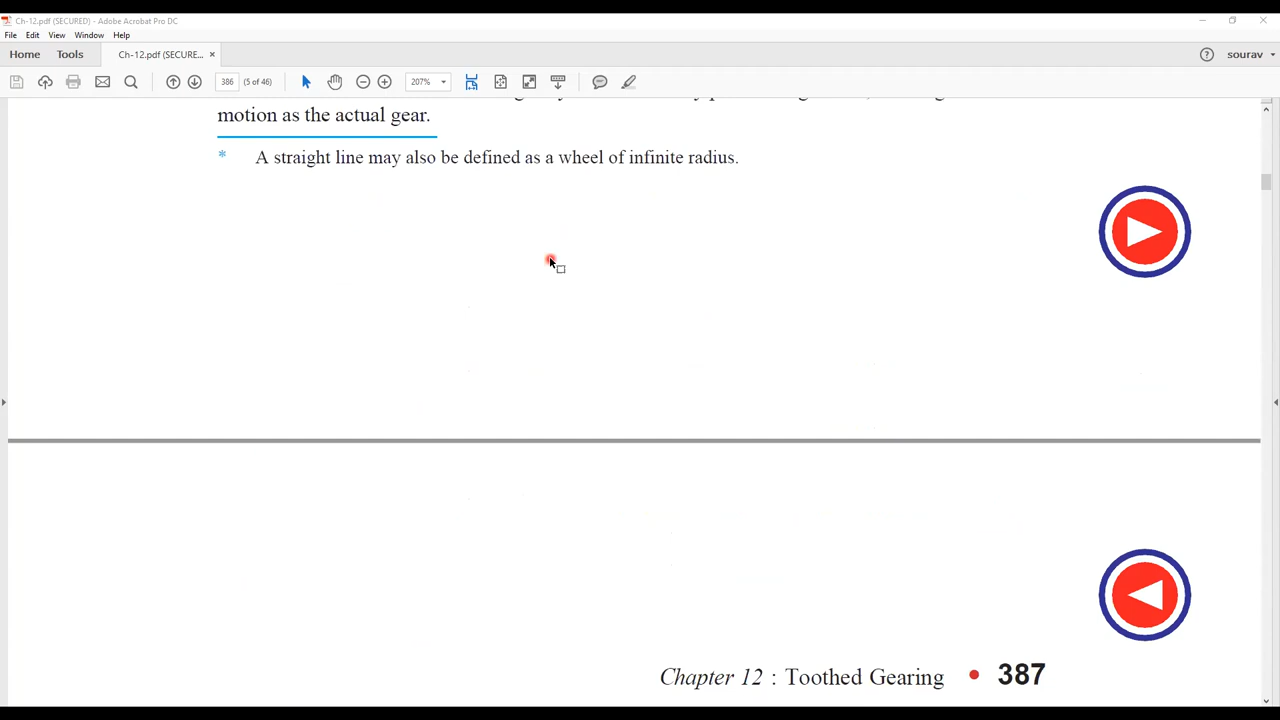 Ch-12.pdf (SECURED) - Adobe Acrobat Pro DC
File Edit View Window Help
Home Tools Ch-12.pdf (SECURE... × sourav
386 (5 of 46) 207%
motion as the actual gear.
* A straight line may also be defined as a wheel of infinite radius.
Chapter 12 : Toothed Gearing • 387